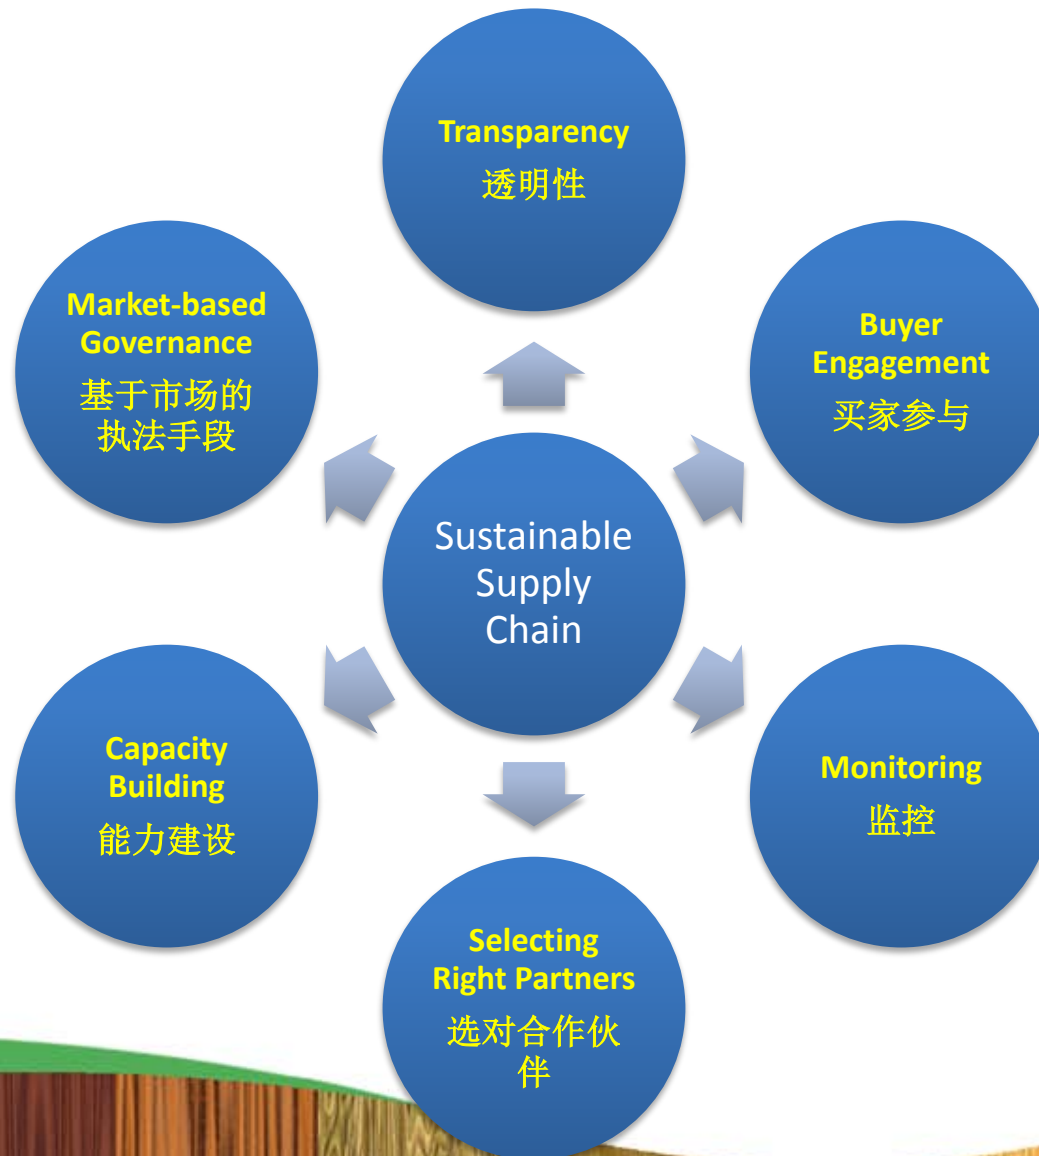 Transparency
透明性
Market-based
Governance
基于市场的
执法手段
Buyer
Engagement
买家参与
Sustainable
Supply
Chain
Capacity
Building
能力建设
Monitoring
监控
Selecting
Right Partners
选对合作伙
伴